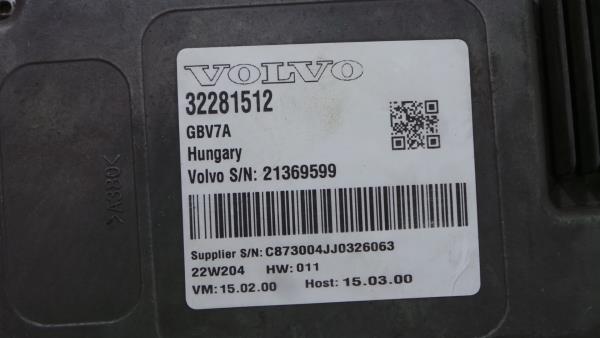 VOLVO
32281512
GBV7A
Hungary
Volvo S/N: 21369599
Supplier S/N: C873004JJ0326063
22W204 HW: 011
VM: 15.02.00 Host: 15.03.00
>A380<